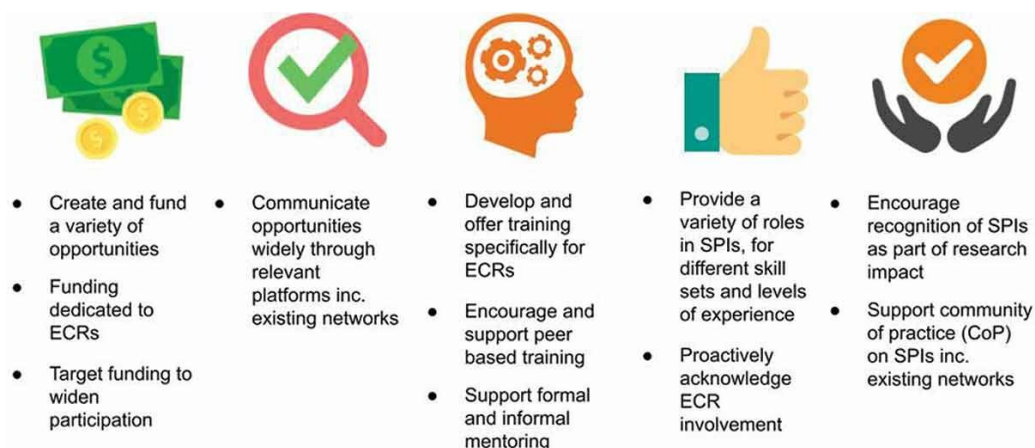 ● Create and fund
a variety of
opportunities
● Funding
dedicated to
ECRs
● Target funding to
widen
participation
● Communicate
opportunities
widely through
relevant
platforms inc.
existing networks
● Develop and
offer training
specifically for
ECRs
● Encourage and
support peer
based training
● Support formal
and informal
mentoring
● Provide a
variety of roles
in SPIs, for
different skill
sets and levels
of experience
● Proactively
acknowledge
ECR
involvement
● Encourage
recognition of SPIs
as part of research
impact
● Support community
of practice (CoP)
on SPIs inc.
existing networks